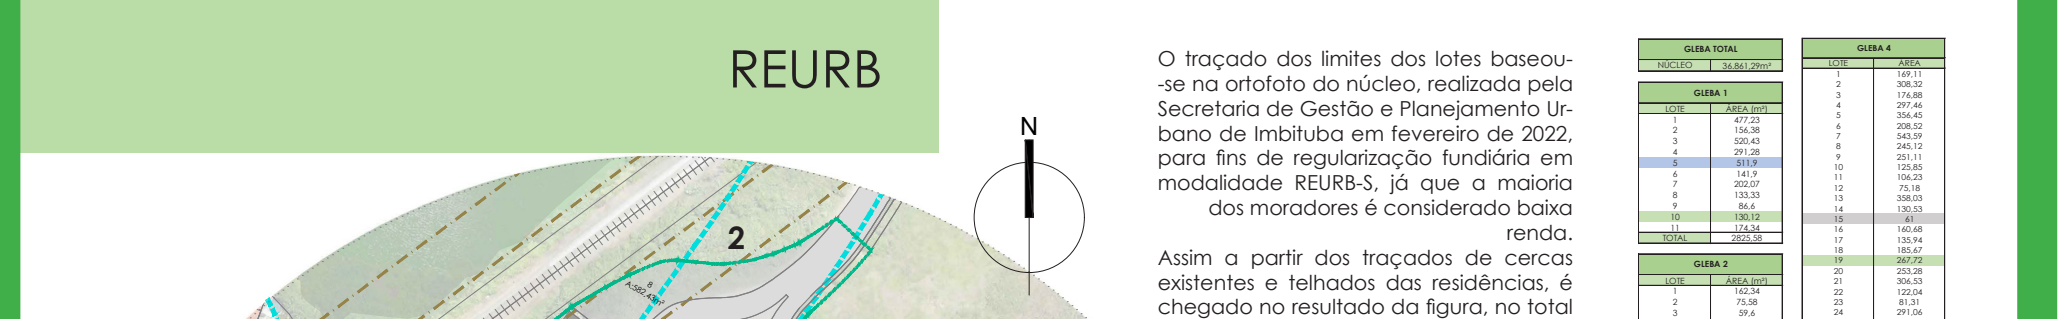 REURB
N
2
8
A:582,43m²
O traçado dos limites dos lotes baseou-
-se na ortofoto do núcleo, realizada pela
Secretaria de Gestão e Planejamento Ur-
bano de Imbituba em fevereiro de 2022,
para fins de regularização fundiária em
modalidade REURB-S, já que a maioria
dos moradores é considerado baixa
renda.
Assim a partir dos traçados de cercas
existentes e telhados das residências, é
chegado no resultado da figura, no total
GLEBA TOTAL
NÚCLEO 36.861,29m²
GLEBA 1
LOTE ÁREA (m²)
1 477,23
2 156,38
3 520,43
4 291,28
5 511,9
6 141,9
7 202,07
8 133,33
9 86,6
10 130,12
11 174,34
TOTAL 2825,58
GLEBA 2
LOTE ÁREA (m²)
1 162,34
2 75,58
3 59,6
GLEBA 4
LOTE ÁREA
1 169,11
2 308,32
3 176,88
4 297,46
5 356,45
6 208,52
7 543,59
8 245,12
9 251,11
10 125,85
11 106,23
12 75,18
13 358,03
14 130,53
15 61
16 160,68
17 135,94
18 185,67
19 267,72
20 253,28
21 306,53
22 122,04
23 81,31
24 291,06